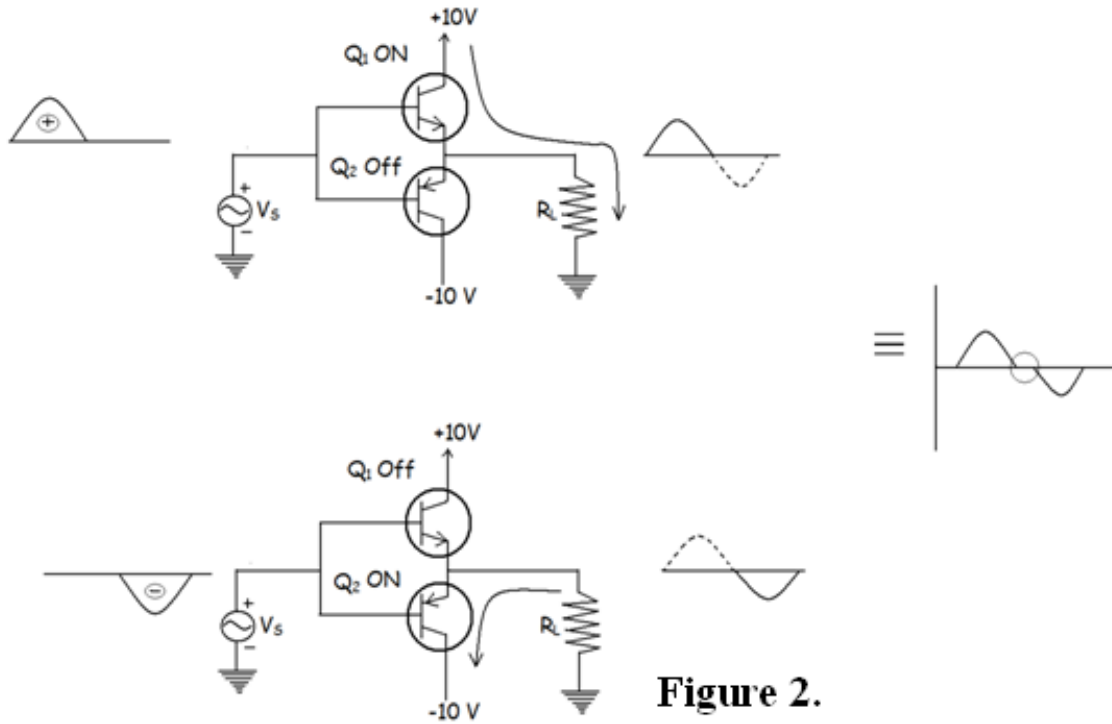 +10V
Q₁ ON
+
Q₂ Off
+
Vs
−
RL
-10 V
≡
+10V
Q₁ Off
−
Q₂ ON
+
Vs
−
RL
-10 V
Figure 2.